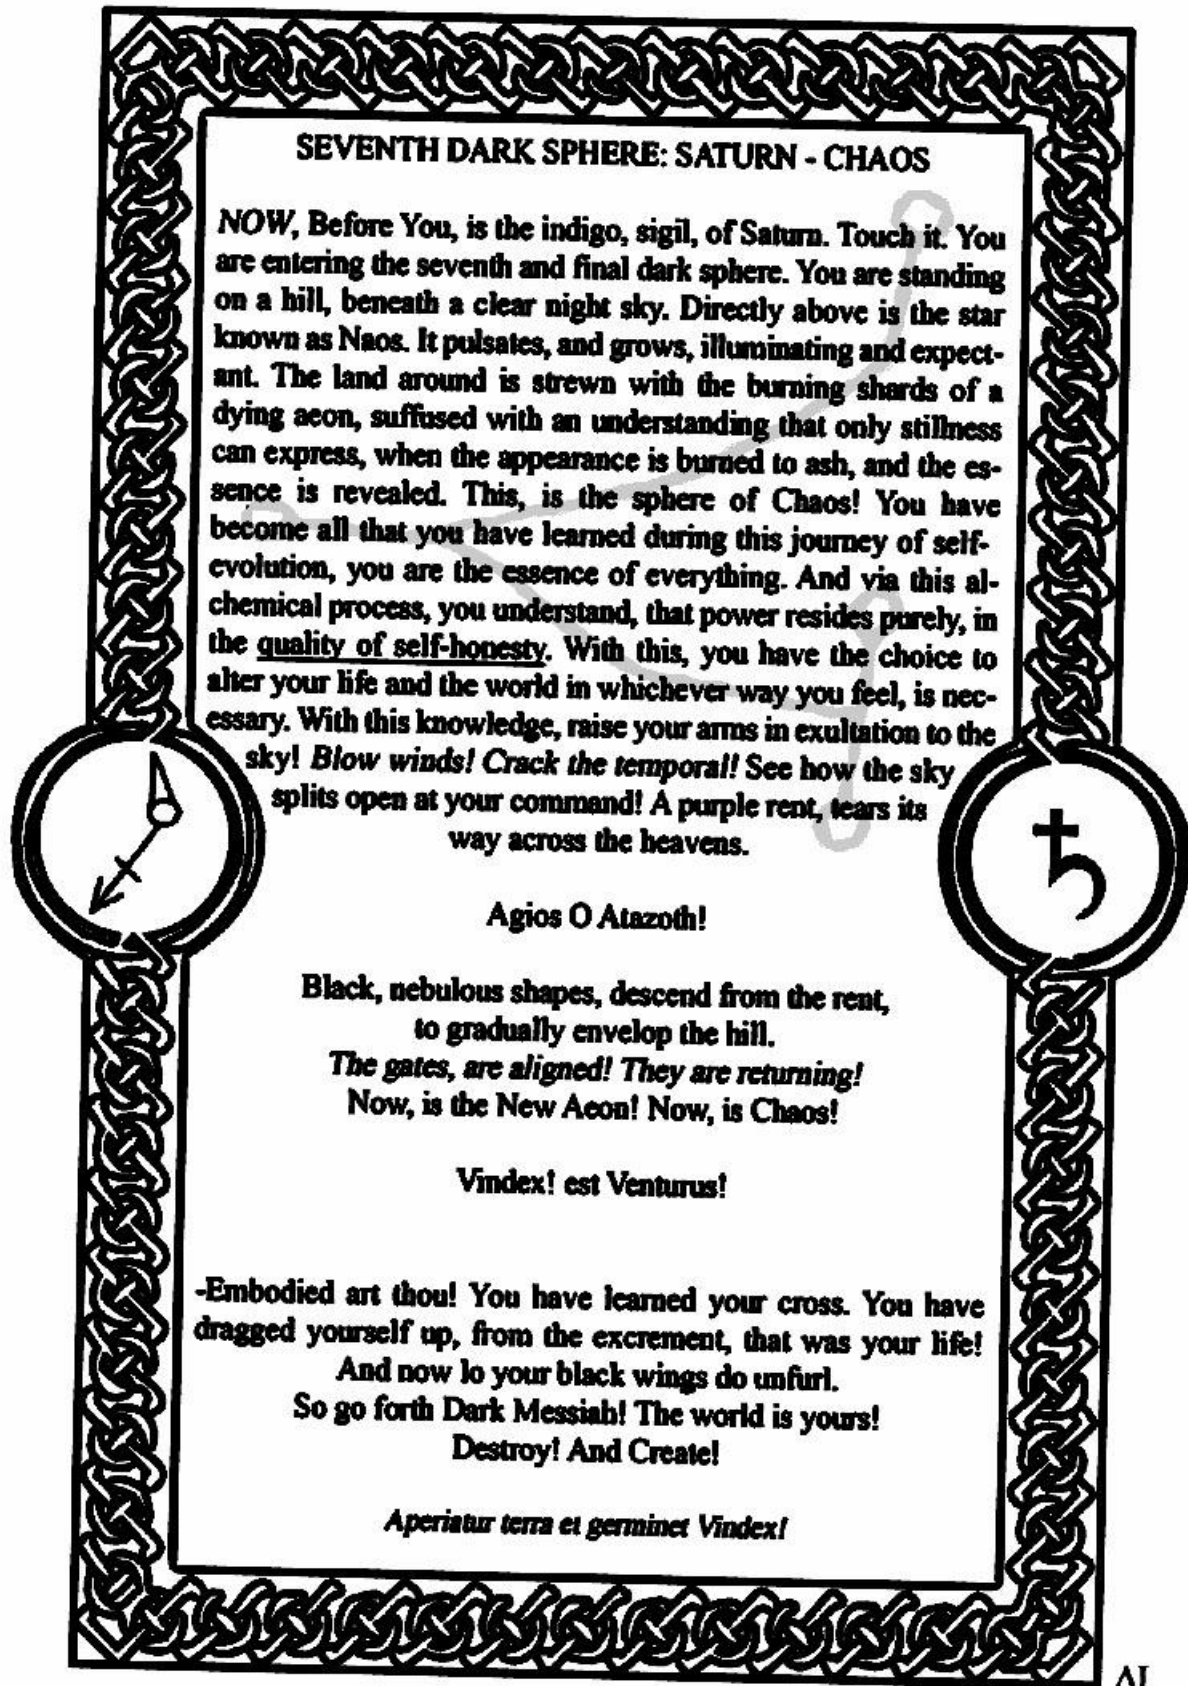 SEVENTH DARK SPHERE: SATURN - CHAOS
NOW, Before You, is the indigo, sigil, of Saturn. Touch it. You
are entering the seventh and final dark sphere. You are standing
on a hill, beneath a clear night sky. Directly above is the star
known as Naos. It pulsates, and grows, illuminating and expect-
ant. The land around is strewn with the burning shards of a
dying aeon, suffused with an understanding that only stillness
can express, when the appearance is burned to ash, and the es-
sence is revealed. This, is the sphere of Chaos! You have
become all that you have learned during this journey of self-
evolution, you are the essence of everything. And via this al-
chemical process, you understand, that power resides purely, in
the quality of self-honesty. With this, you have the choice to
alter your life and the world in whichever way you feel, is nec-
essary. With this knowledge, raise your arms in exultation to the
sky! Blow winds! Crack the temporal! See how the sky
splits open at your command! A purple rent, tears its
way across the heavens.
Agios O Atazoth!
Black, nebulous shapes, descend from the rent,
to gradually envelop the hill.
The gates, are aligned! They are returning!
Now, is the New Aeon! Now, is Chaos!
Vindex! est Venturus!
-Embodied art thou! You have learned your cross. You have
dragged yourself up, from the excrement, that was your life!
And now lo your black wings do unfurl.
So go forth Dark Messiah! The world is yours!
Destroy! And Create!
Aperiatur terra et germinet Vindex!